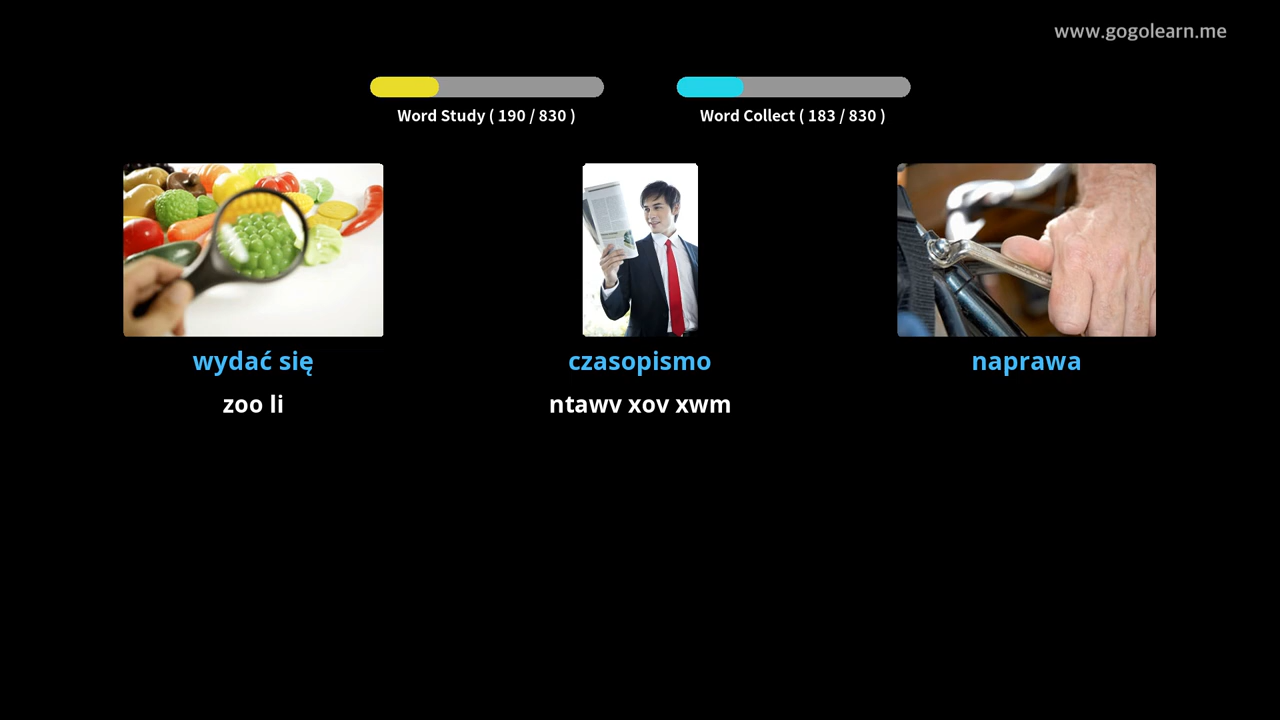 www.gogolearn.me
Word Study ( 190 / 830 )
Word Collect ( 183 / 830 )
wydać się
czasopismo
naprawa
zoo li
ntawv xov xwm